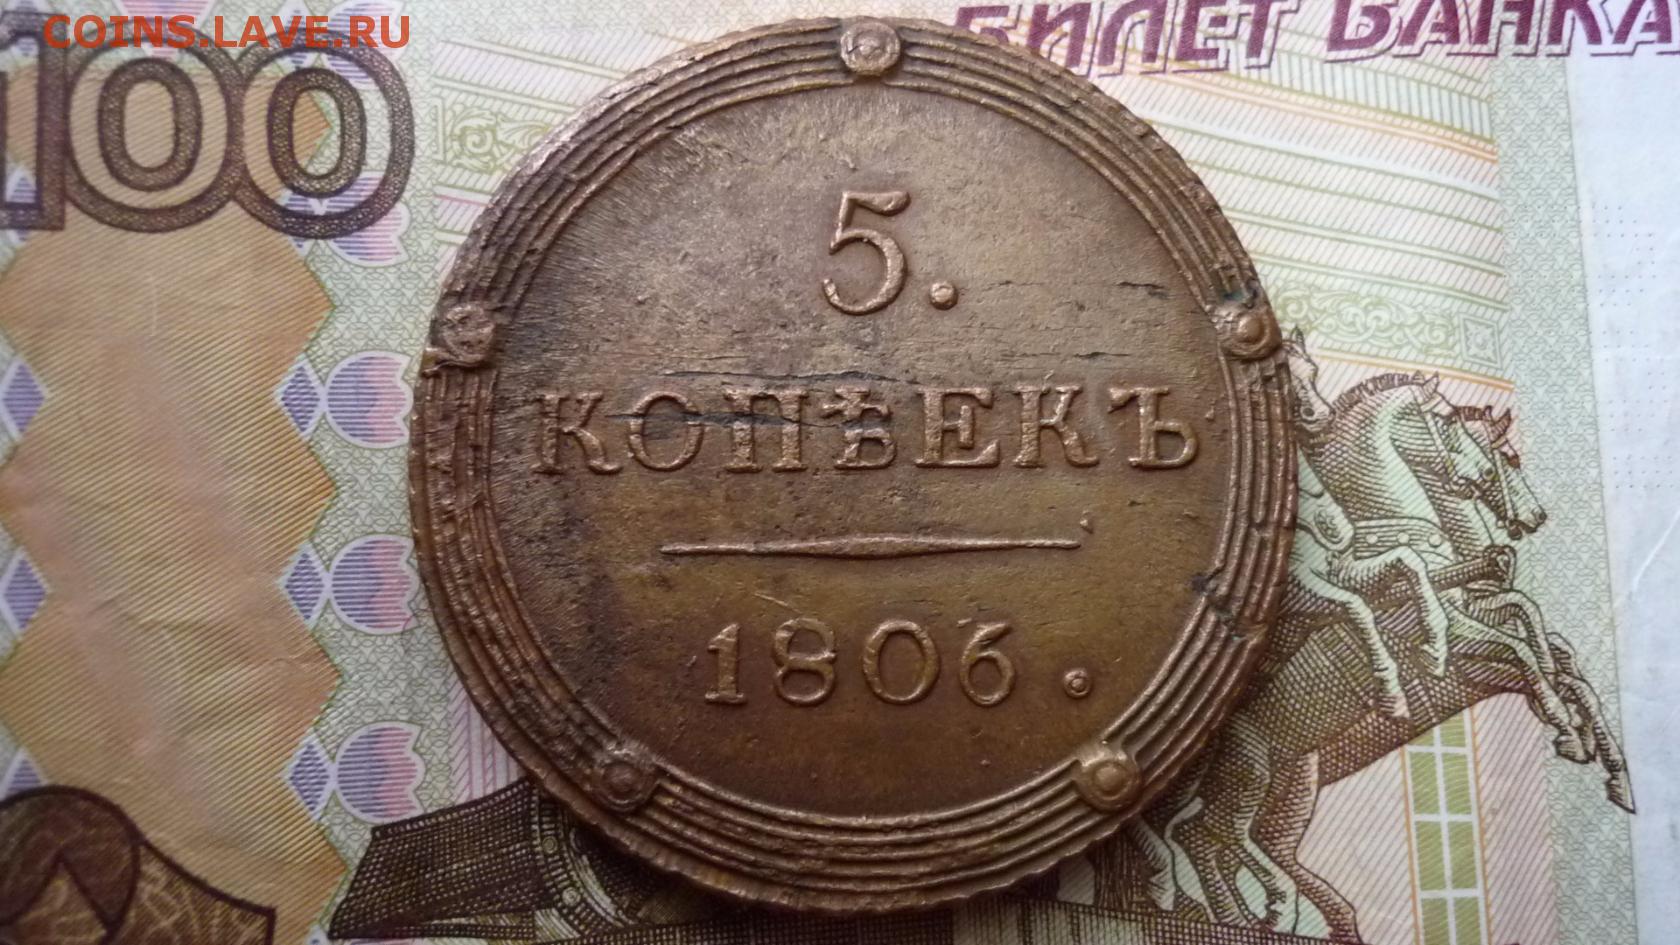 COINS.LAVE.RU
100
БИЛЕТ БАНКА
5.
КОПѢЕКЪ
1806.